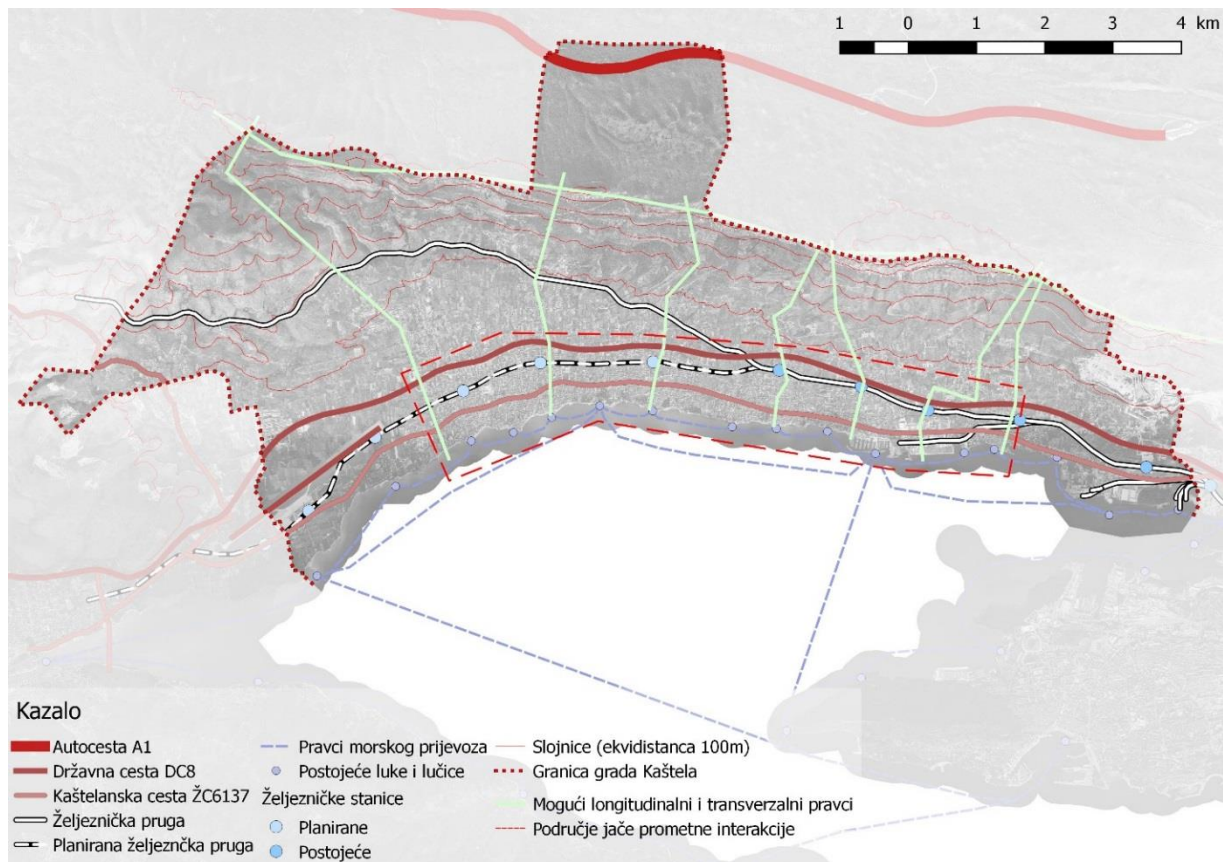 1 0 1 2 4 km
Kazalo
Autocesta A1
Državna cesta DC8
Kaštelanska cesta ŽC6137
Željeznička pruga
Planirana željeznčka pruga
Pravci morskog prijevoza
Postojeće luke i lučice
Željezničke stanice
Planirane
Postojeće
Slojnice (ekvidistanca 100m)
Granica grada Kaštela
Mogući longitudinalni i transverzalni pravci
Područje jače prometne interakcije